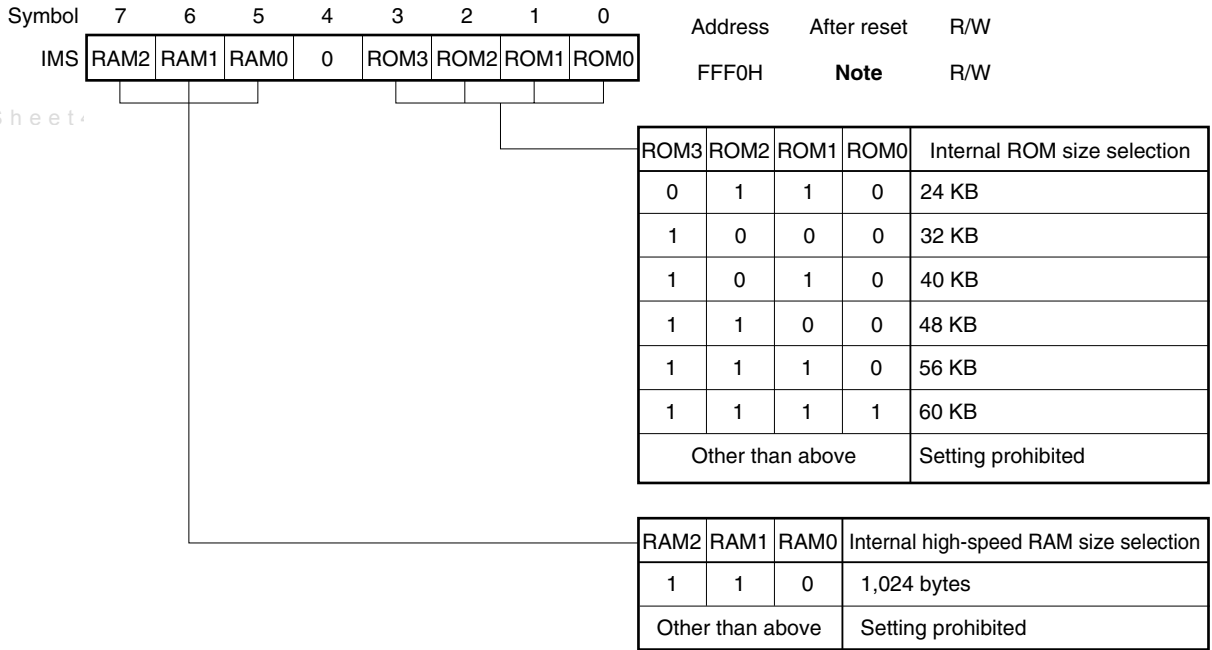 Symbol 7 6 5 4 3 2 1 0 Address After reset R/W
IMS RAM2 RAM1 RAM0 0 ROM3 ROM2 ROM1 ROM0 FFF0H Note R/W
heet4
ROM3 ROM2 ROM1 ROM0 Internal ROM size selection
0 1 1 0 24 KB
1 0 0 0 32 KB
1 0 1 0 40 KB
1 1 0 0 48 KB
1 1 1 0 56 KB
1 1 1 1 60 KB
Other than above Setting prohibited
RAM2 RAM1 RAM0 Internal high-speed RAM size selection
1 1 0 1,024 bytes
Other than above Setting prohibited